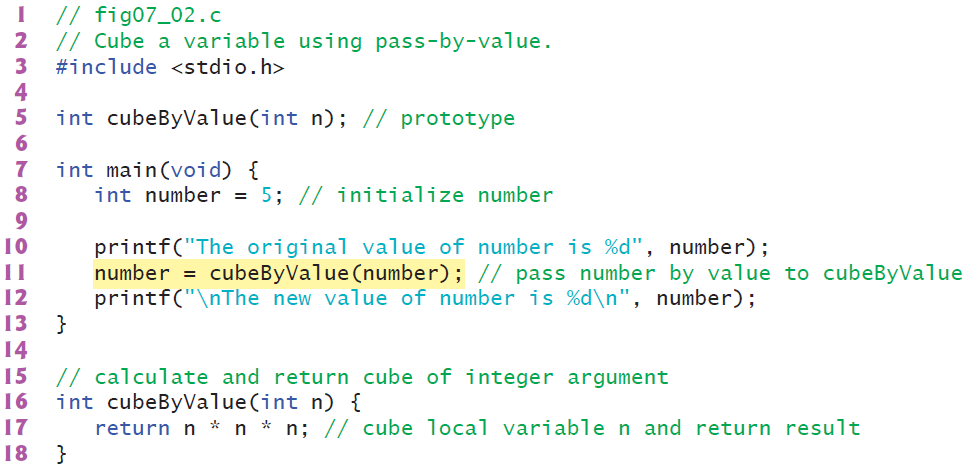 1 // fig07_02.c
2 // Cube a variable using pass-by-value.
3 #include <stdio.h>
4
5 int cubeByValue(int n); // prototype
6
7 int main(void) {
8    int number = 5; // initialize number
9
10    printf("The original value of number is %d", number);
11    number = cubeByValue(number); // pass number by value to cubeByValue
12    printf("\nThe new value of number is %d\n", number);
13 }
14
15 // calculate and return cube of integer argument
16 int cubeByValue(int n) {
17    return n * n * n; // cube local variable n and return result
18 }